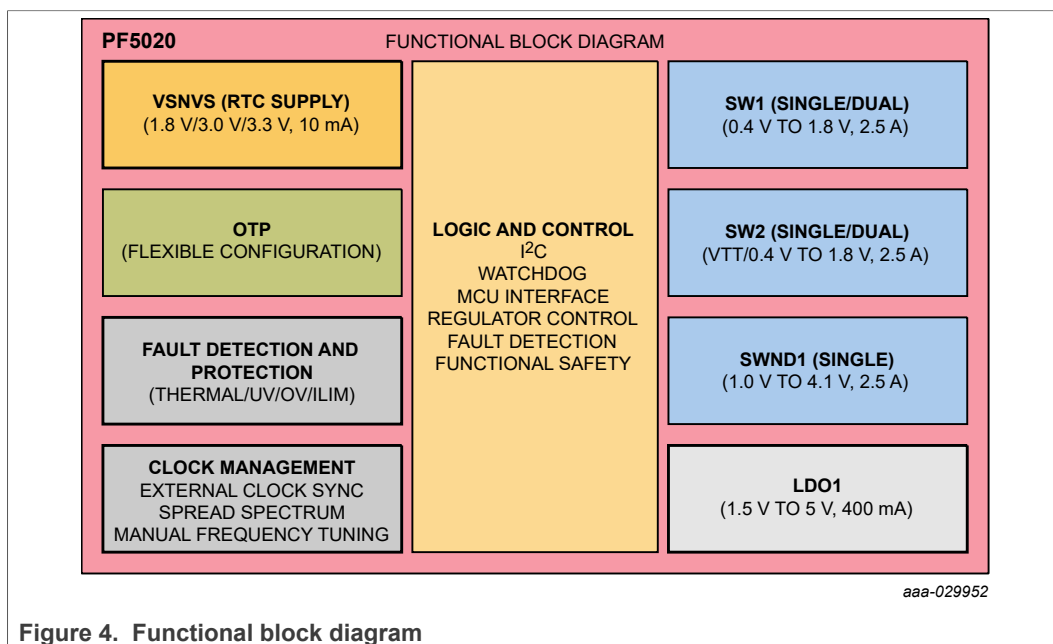 PF5020
FUNCTIONAL BLOCK DIAGRAM
VSNVS (RTC SUPPLY)
(1.8 V/3.0 V/3.3 V, 10 mA)
OTP
(FLEXIBLE CONFIGURATION)
FAULT DETECTION AND
PROTECTION
(THERMAL/UV/OV/ILIM)
CLOCK MANAGEMENT
EXTERNAL CLOCK SYNC
SPREAD SPECTRUM
MANUAL FREQUENCY TUNING
LOGIC AND CONTROL
I²C
WATCHDOG
MCU INTERFACE
REGULATOR CONTROL
FAULT DETECTION
FUNCTIONAL SAFETY
SW1 (SINGLE/DUAL)
(0.4 V TO 1.8 V, 2.5 A)
SW2 (SINGLE/DUAL)
(VTT/0.4 V TO 1.8 V, 2.5 A)
SWND1 (SINGLE)
(1.0 V TO 4.1 V, 2.5 A)
LDO1
(1.5 V TO 5 V, 400 mA)
aaa-029952
Figure 4. Functional block diagram